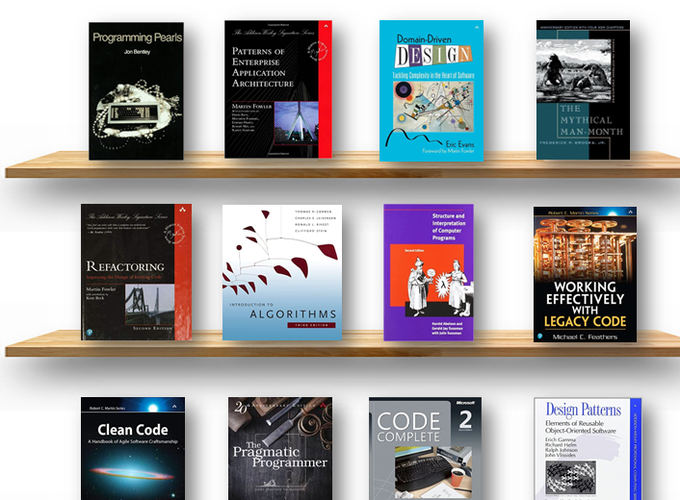 Programming Pearls
Jon Bentley
The Addison-Wesley Signature Series
PATTERNS OF
ENTERPRISE
APPLICATION
ARCHITECTURE
MARTIN FOWLER
Domain-Driven
DESIGN
Tackling Complexity in the Heart of Software
Eric Evans
Foreword by Martin Fowler
ANNIVERSARY EDITION WITH FOUR NEW CHAPTERS
THE
MYTHICAL
MAN-MONTH
FREDERICK P. BROOKS, JR.
The Addison-Wesley Signature Series
REFACTORING
Improving the Design of Existing Code
Martin Fowler
Kent Beck
SECOND EDITION
THOMAS H. CORMEN
CHARLES E. LEISERSON
RONALD L. RIVEST
CLIFFORD STEIN
INTRODUCTION TO
ALGORITHMS
THIRD EDITION
Structure and
Interpretation
of Computer
Programs
Second Edition
Harold Abelson and
Gerald Jay Sussman
with Julie Sussman
Robert C. Martin Series
WORKING
EFFECTIVELY
WITH
LEGACY CODE
Michael C. Feathers
Robert C. Martin Series
Clean Code
A Handbook of Agile Software Craftsmanship
The
Pragmatic
Programmer
Microsoft
CODE
COMPLETE
2
Design Patterns
Elements of Reusable
Object-Oriented Software
Erich Gamma
Richard Helm
Ralph Johnson
John Vlissides